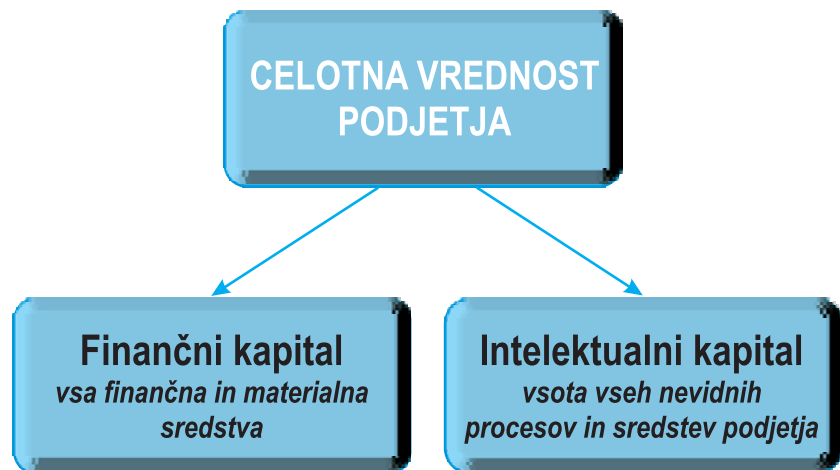 CELOTNA VREDNOST
PODJETJA
Finančni kapital
vsa finančna in materialna
sredstva
Intelektualni kapital
vsota vseh nevidnih
procesov in sredstev podjetja